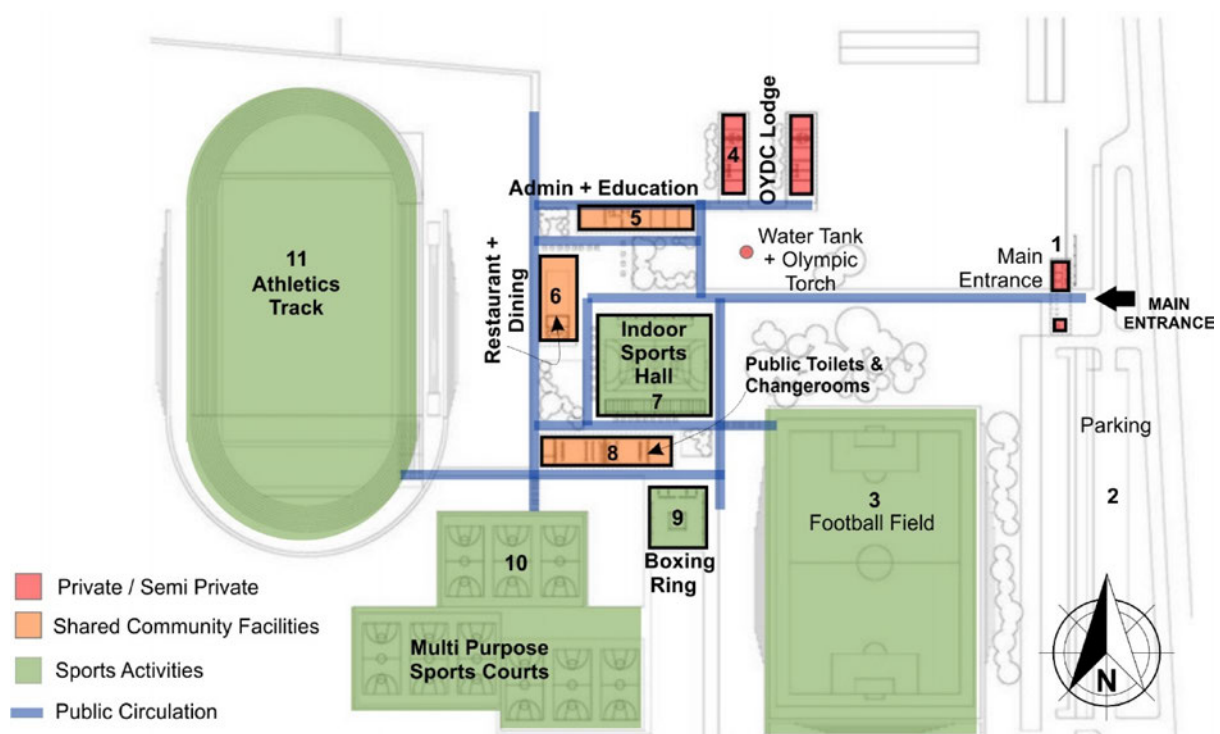 4
OYDC Lodge
Admin + Education
5
Water Tank
+ Olympic
Torch
1
Main
Entrance
MAIN
ENTRANCE
11
Athletics
Track
Restaurant +
Dining
6
Indoor
Sports
Hall
7
Public Toilets &
Changerooms
8
Parking
2
3
Football Field
9
Boxing
Ring
10
Multi Purpose
Sports Courts
Private / Semi Private
Shared Community Facilities
Sports Activities
Public Circulation
N